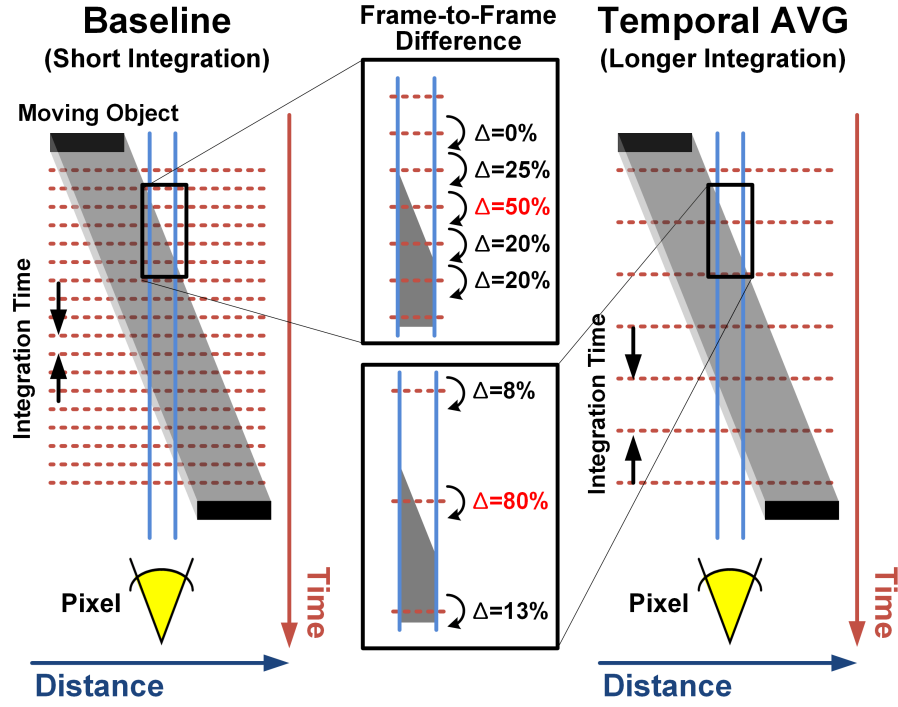 Baseline
(Short Integration)
Moving Object
Integration Time
Pixel
Time
Distance
Frame-to-Frame
Difference
Δ=0%
Δ=25%
Δ=50%
Δ=20%
Δ=20%
Δ=8%
Δ=80%
Δ=13%
Temporal AVG
(Longer Integration)
Integration Time
Pixel
Time
Distance